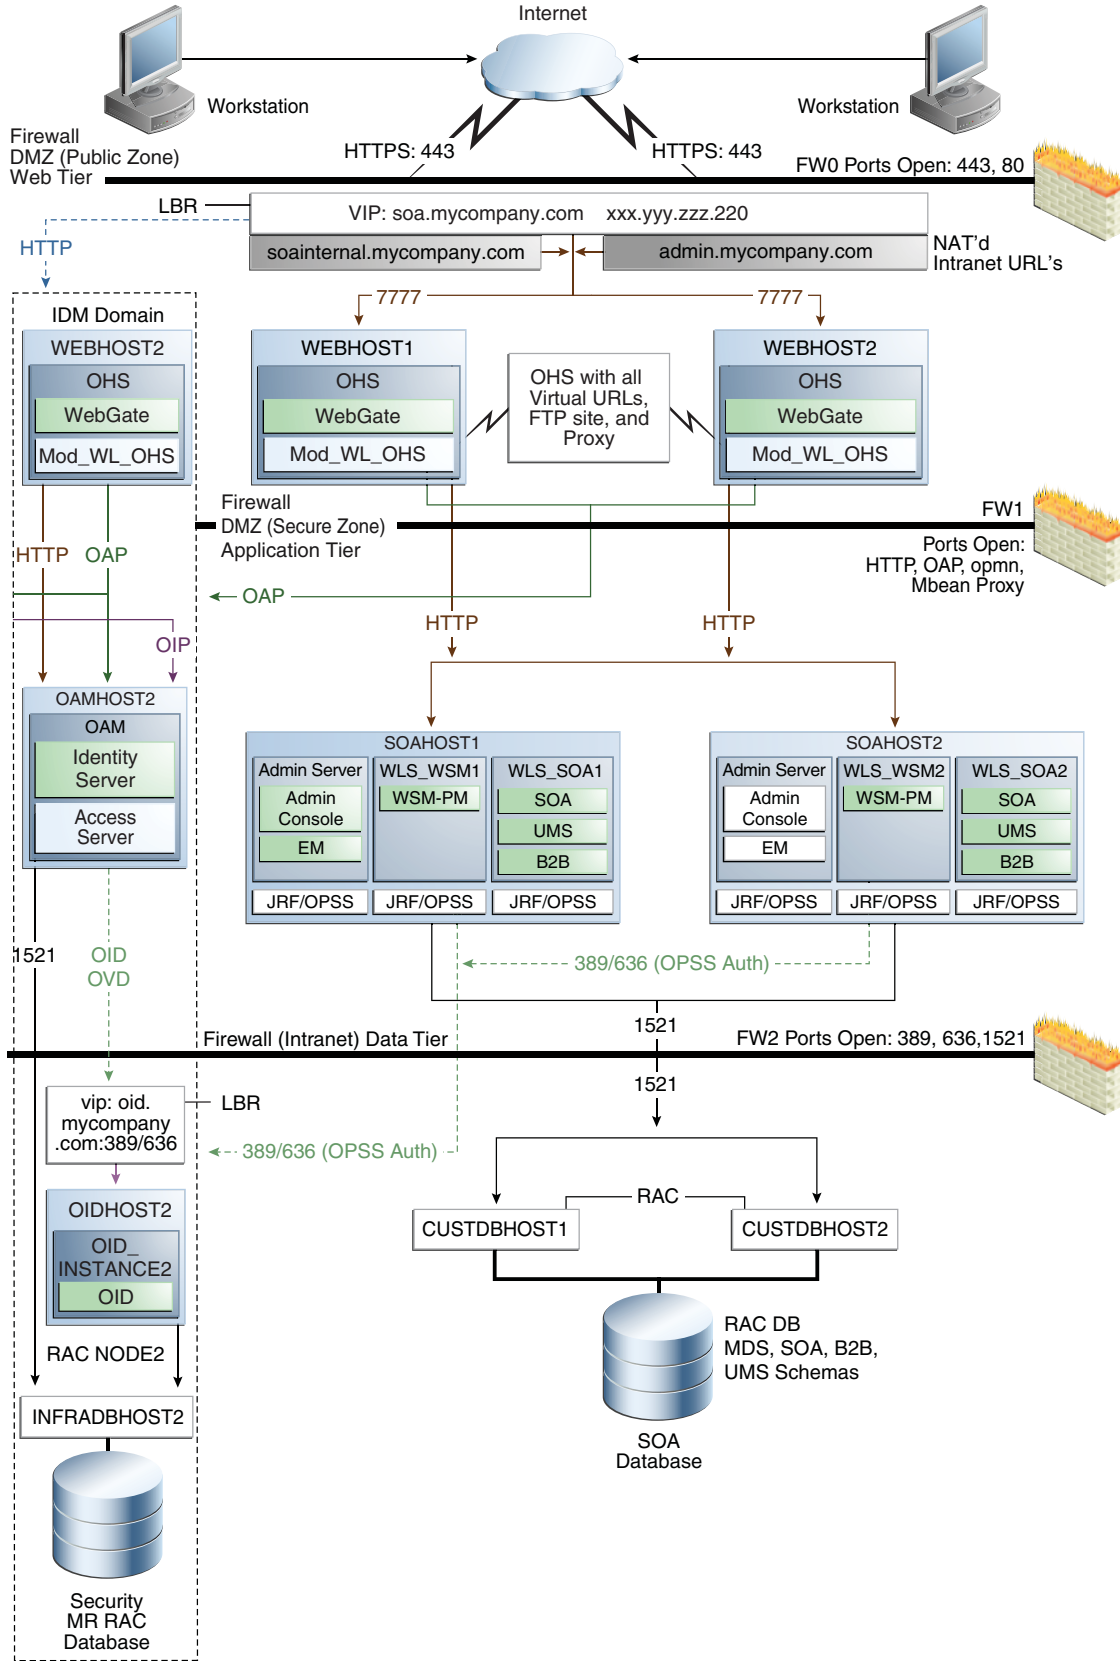 Internet
Workstation
Workstation
Firewall
DMZ (Public Zone)
Web Tier
HTTPS: 443
HTTPS: 443
FW0 Ports Open: 443, 80
LBR
VIP: soa.mycompany.com xxx.yyy.zzz.220
HTTP
soainternal.mycompany.com
admin.mycompany.com
NAT'd
Intranet URL's
7777
7777
IDM Domain
WEBHOST2
OHS
WebGate
Mod_WL_OHS
WEBHOST1
OHS
WebGate
Mod_WL_OHS
OHS with all
Virtual URLs,
FTP site, and
Proxy
WEBHOST2
OHS
WebGate
Mod_WL_OHS
Firewall
DMZ (Secure Zone)
Application Tier
FW1
Ports Open:
HTTP, OAP, opmn,
Mbean Proxy
HTTP
OAP
OAP
OIP
HTTP
HTTP
OAMHOST2
OAM
Identity
Server
Access
Server
SOAHOST1
Admin Server
Admin
Console
EM
WLS_WSM1
WSM-PM
WLS_SOA1
SOA
UMS
B2B
JRF/OPSS
JRF/OPSS
JRF/OPSS
SOAHOST2
Admin Server
Admin
Console
EM
WLS_WSM2
WSM-PM
WLS_SOA2
SOA
UMS
B2B
JRF/OPSS
JRF/OPSS
JRF/OPSS
1521
OID
OVD
389/636 (OPSS Auth)
1521
Firewall (Intranet) Data Tier
FW2 Ports Open: 389, 636,1521
1521
vip: oid.
mycompany
.com:389/636
LBR
389/636 (OPSS Auth)
OIDHOST2
OID_
INSTANCE2
OID
RAC
CUSTDBHOST1
CUSTDBHOST2
RAC NODE2
RAC DB
MDS, SOA, B2B,
UMS Schemas
INFRADBHOST2
SOA
Database
Security
MR RAC
Database